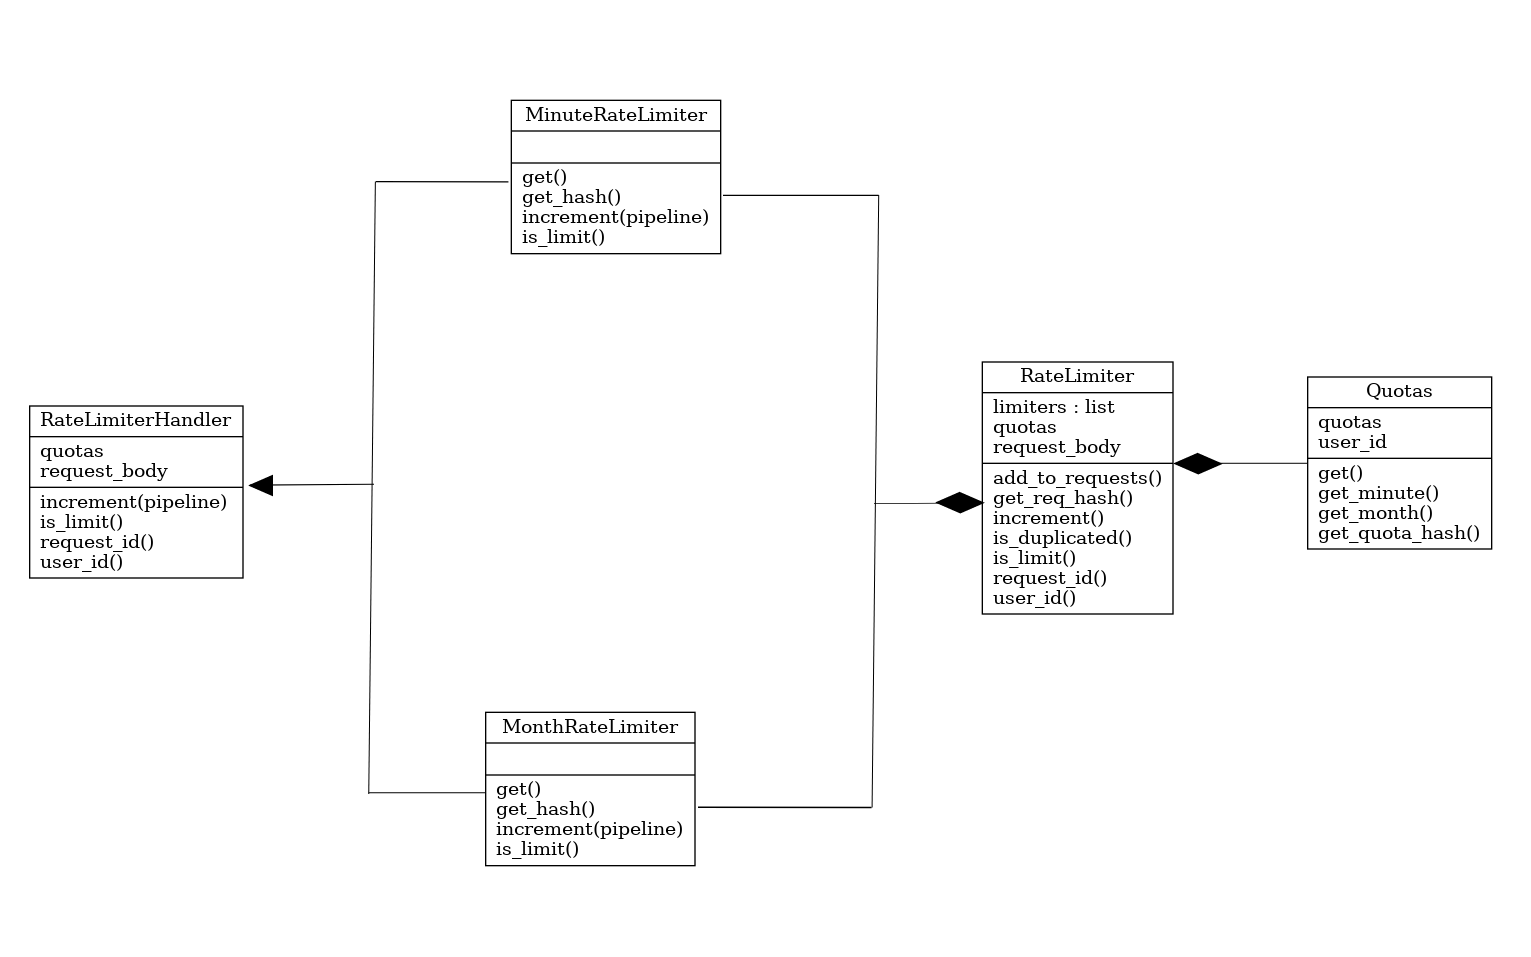 MinuteRateLimiter
get()
get_hash()
increment(pipeline)
is_limit()
RateLimiterHandler
quotas
request_body
increment(pipeline)
is_limit()
request_id()
user_id()
RateLimiter
limiters : list
quotas
request_body
add_to_requests()
get_req_hash()
increment()
is_duplicated()
is_limit()
request_id()
user_id()
Quotas
quotas
user_id
get()
get_minute()
get_month()
get_quota_hash()
MonthRateLimiter
get()
get_hash()
increment(pipeline)
is_limit()